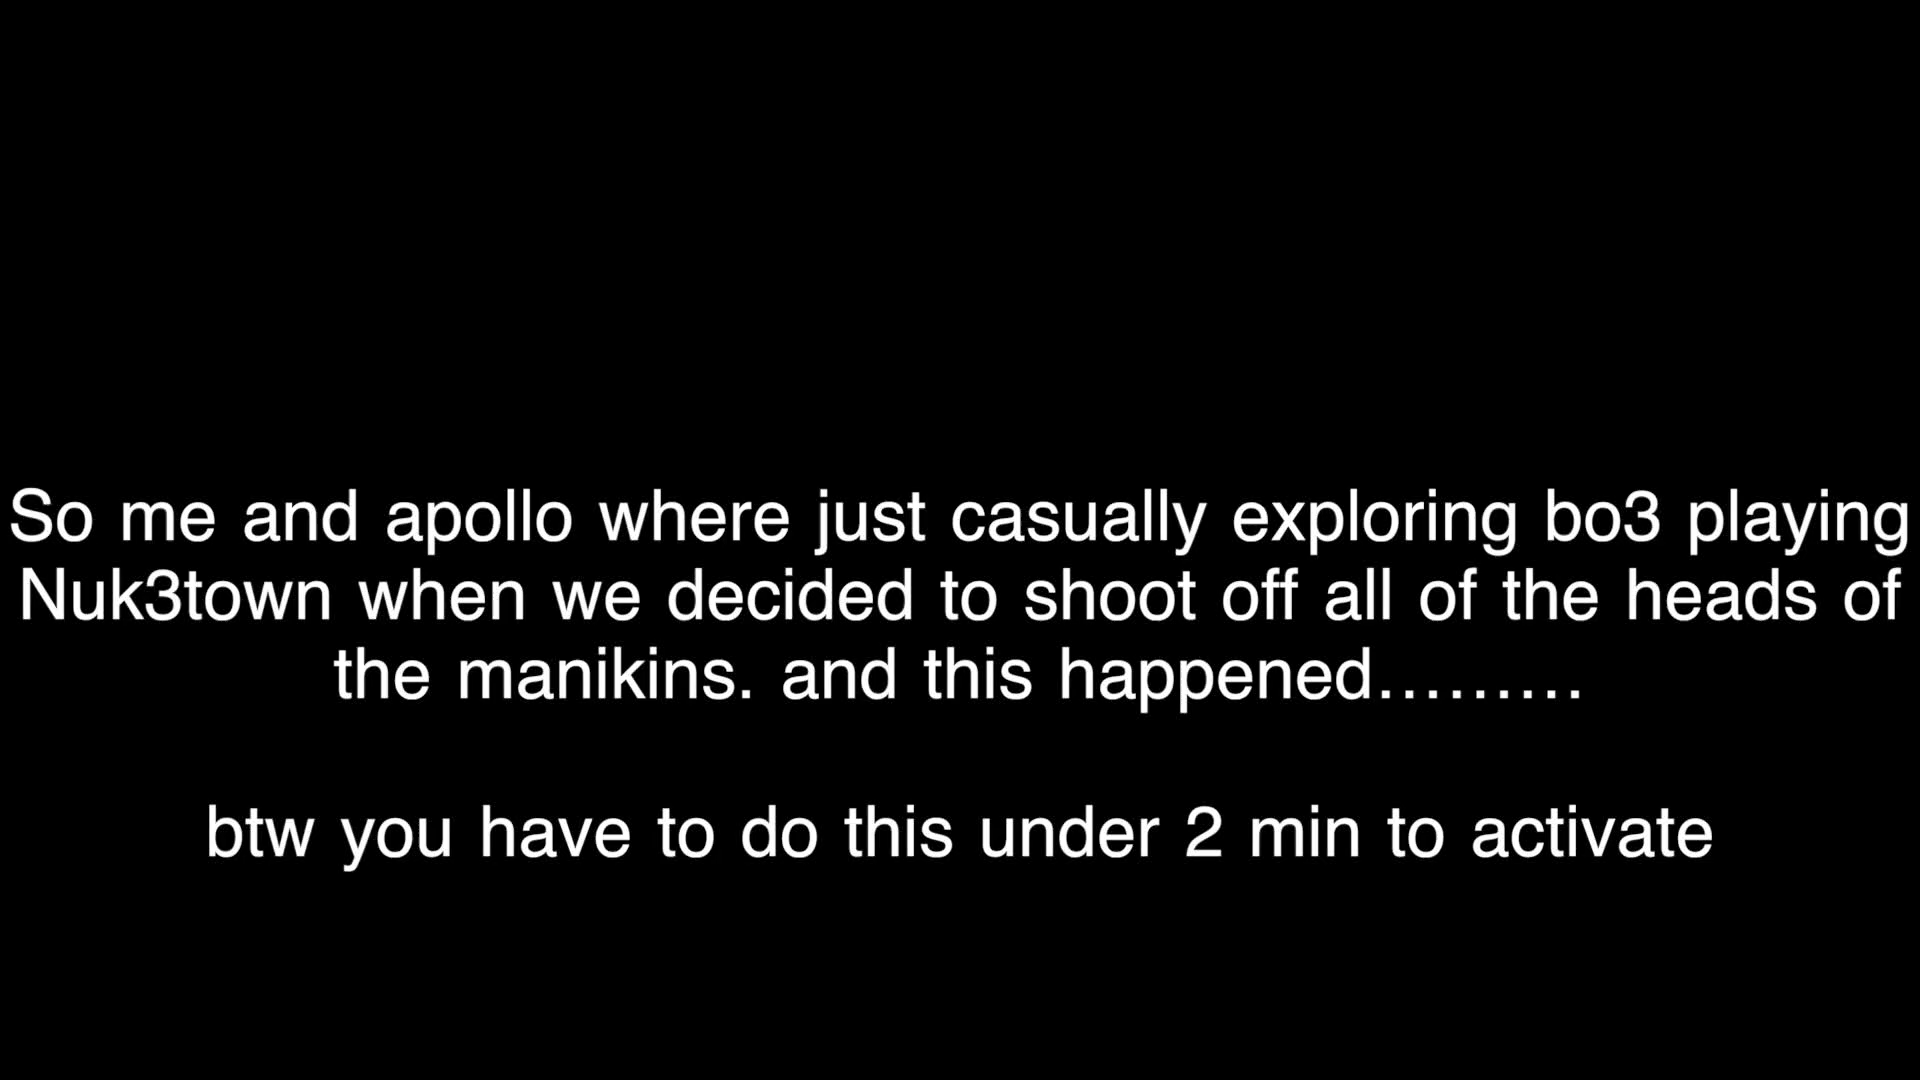 So me and apollo where just casually exploring bo3 playing
Nuk3town when we decided to shoot off all of the heads of
the manikins. and this happened.........
btw you have to do this under 2 min to activate